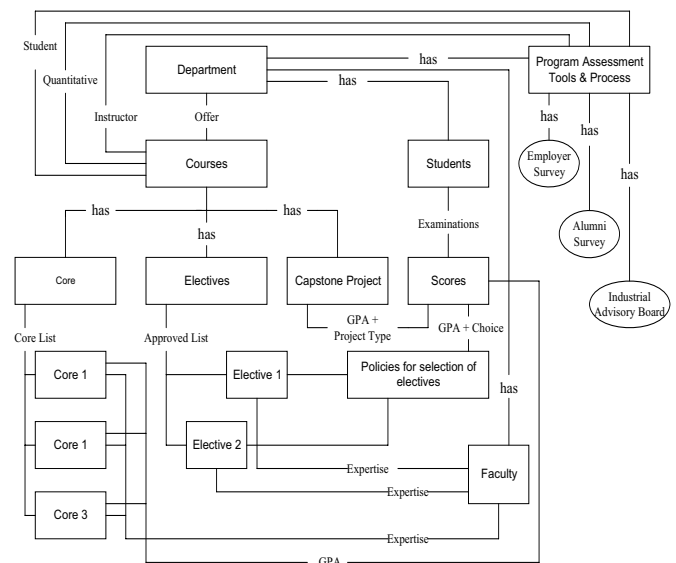 Student
Quantitative
Instructor
Department
has
has
Program Assessment
Tools & Process
Offer
has
has
has
Courses
Students
Employer
Survey
Alumni
Survey
Industrial
Advisory Board
has
has
has
Examinations
Core
Electives
Capstone Project
Scores
GPA +
Project Type
GPA + Choice
Core List
Approved List
Core 1
Elective 1
Policies for selection of
electives
has
Core 1
Elective 2
Expertise
Faculty
Expertise
Core 3
Expertise
GPA